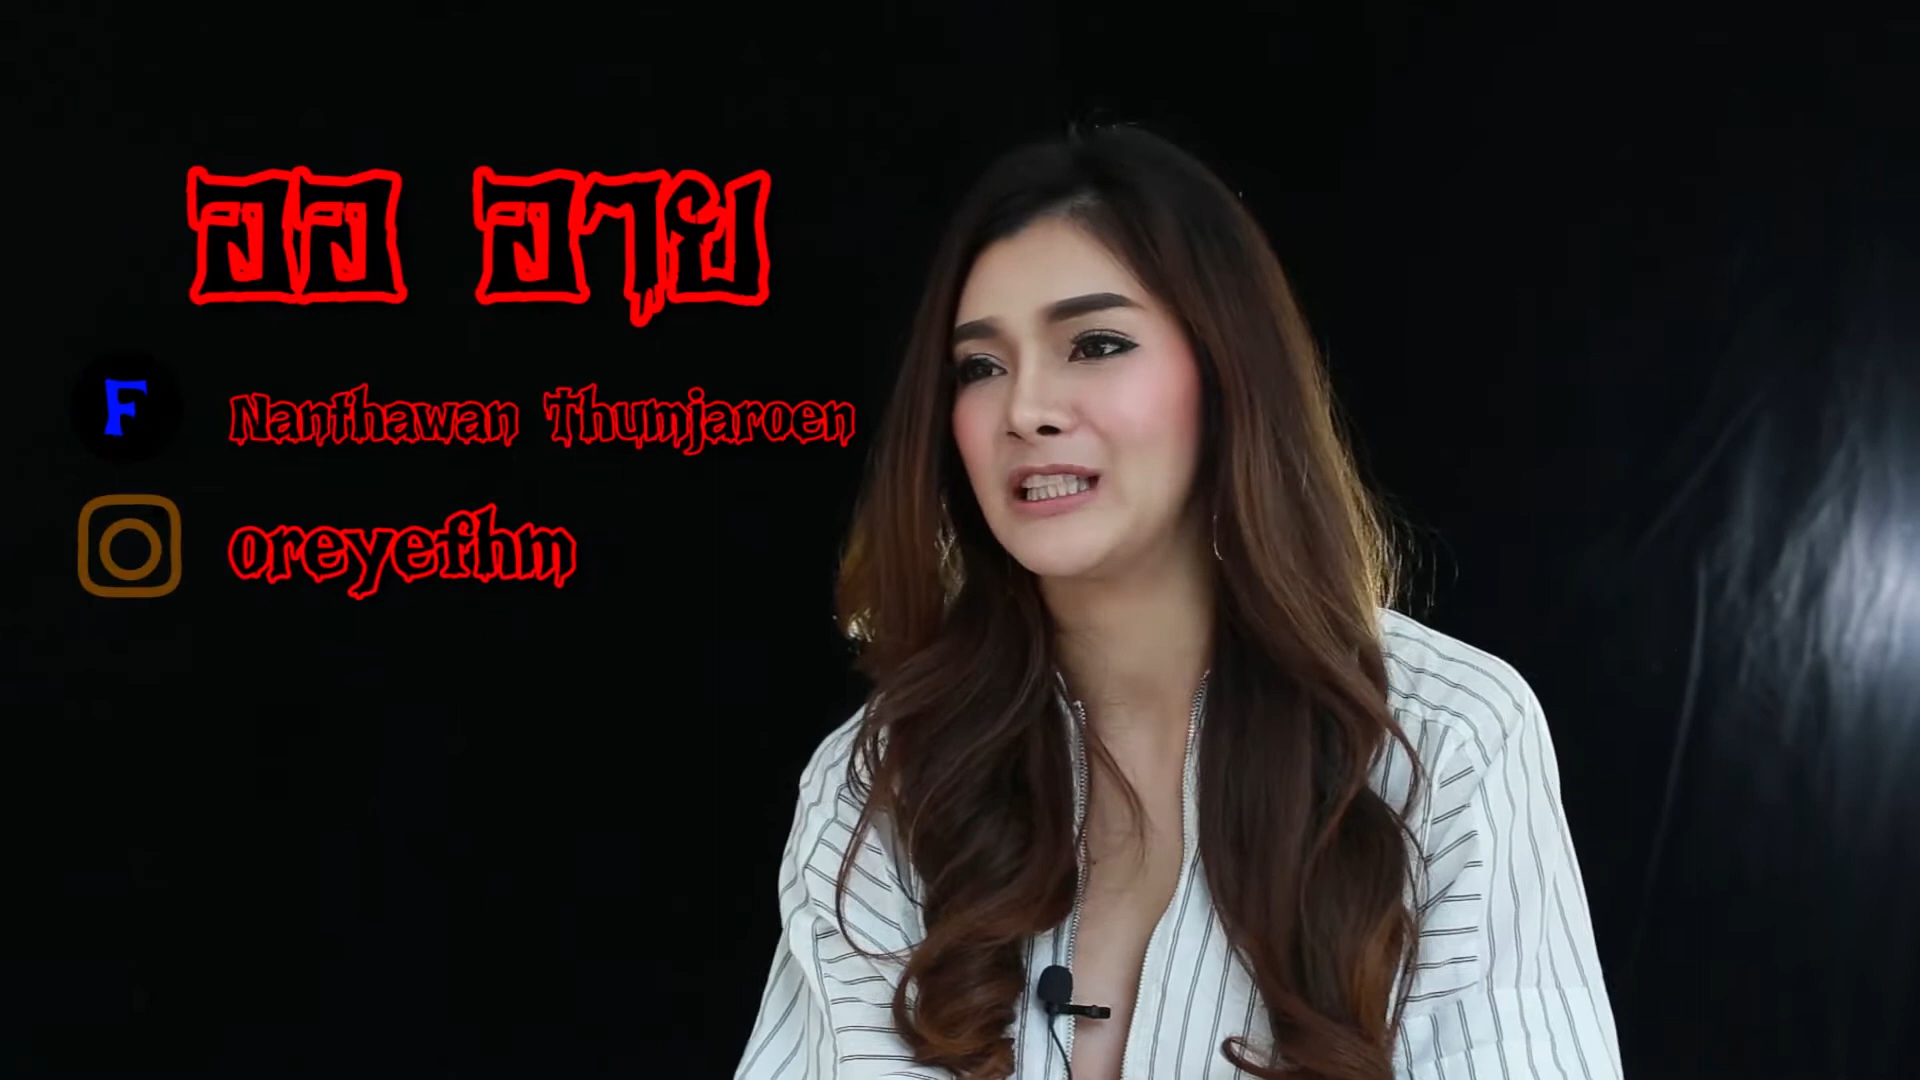 ออ อาย
F Nanthawan Thumjaroen
oreyefhm